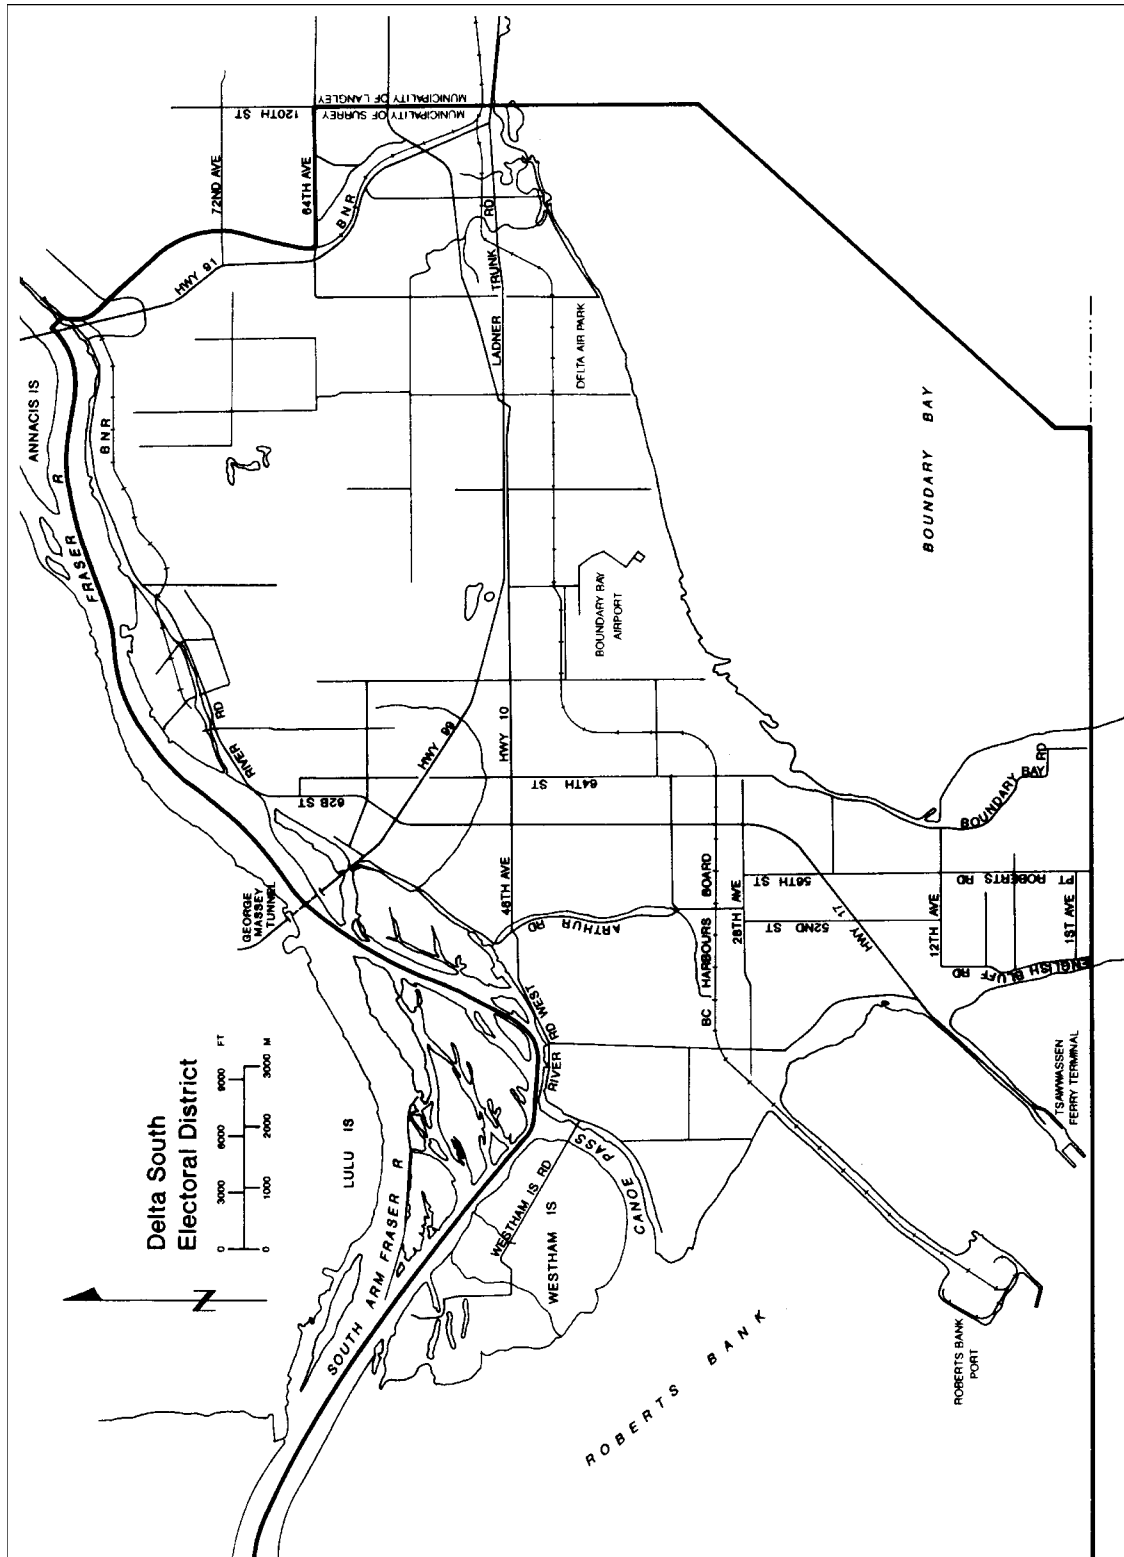 Delta South
Electoral District
0 3000 6000 9000 FT
0 1000 2000 3000 M
N
LULU IS
SOUTH ARM FRASER R
GEORGE
MASSEY
TUNNEL
FRASER R
ANNACIS IS
BNR
HWY 91
72ND AVE
64TH AVE
120TH ST
MUNICIPALITY OF LANGLEY
MUNICIPALITY OF SURREY
BNR
LADNER TRUNK RD
DELTA AIR PARK
RIVER RD
62B ST
HWY 99
HWY 10
64TH ST
BOUNDARY BAY
AIRPORT
BOUNDARY BAY
48TH AVE
ARTHUR RD
RIVER RD WEST
WESTHAM IS RD
WESTHAM IS
CANOE PASS
BC HARBOURS BOARD
28TH AVE
56TH ST
52ND ST
HWY 17
12TH AVE
BOUNDARY BAY RD
PT ROBERTS RD
1ST AVE
ENGLISH BLUFF RD
TSAWWASSEN
FERRY TERMINAL
ROBERTS BANK
ROBERTS BANK
PORT